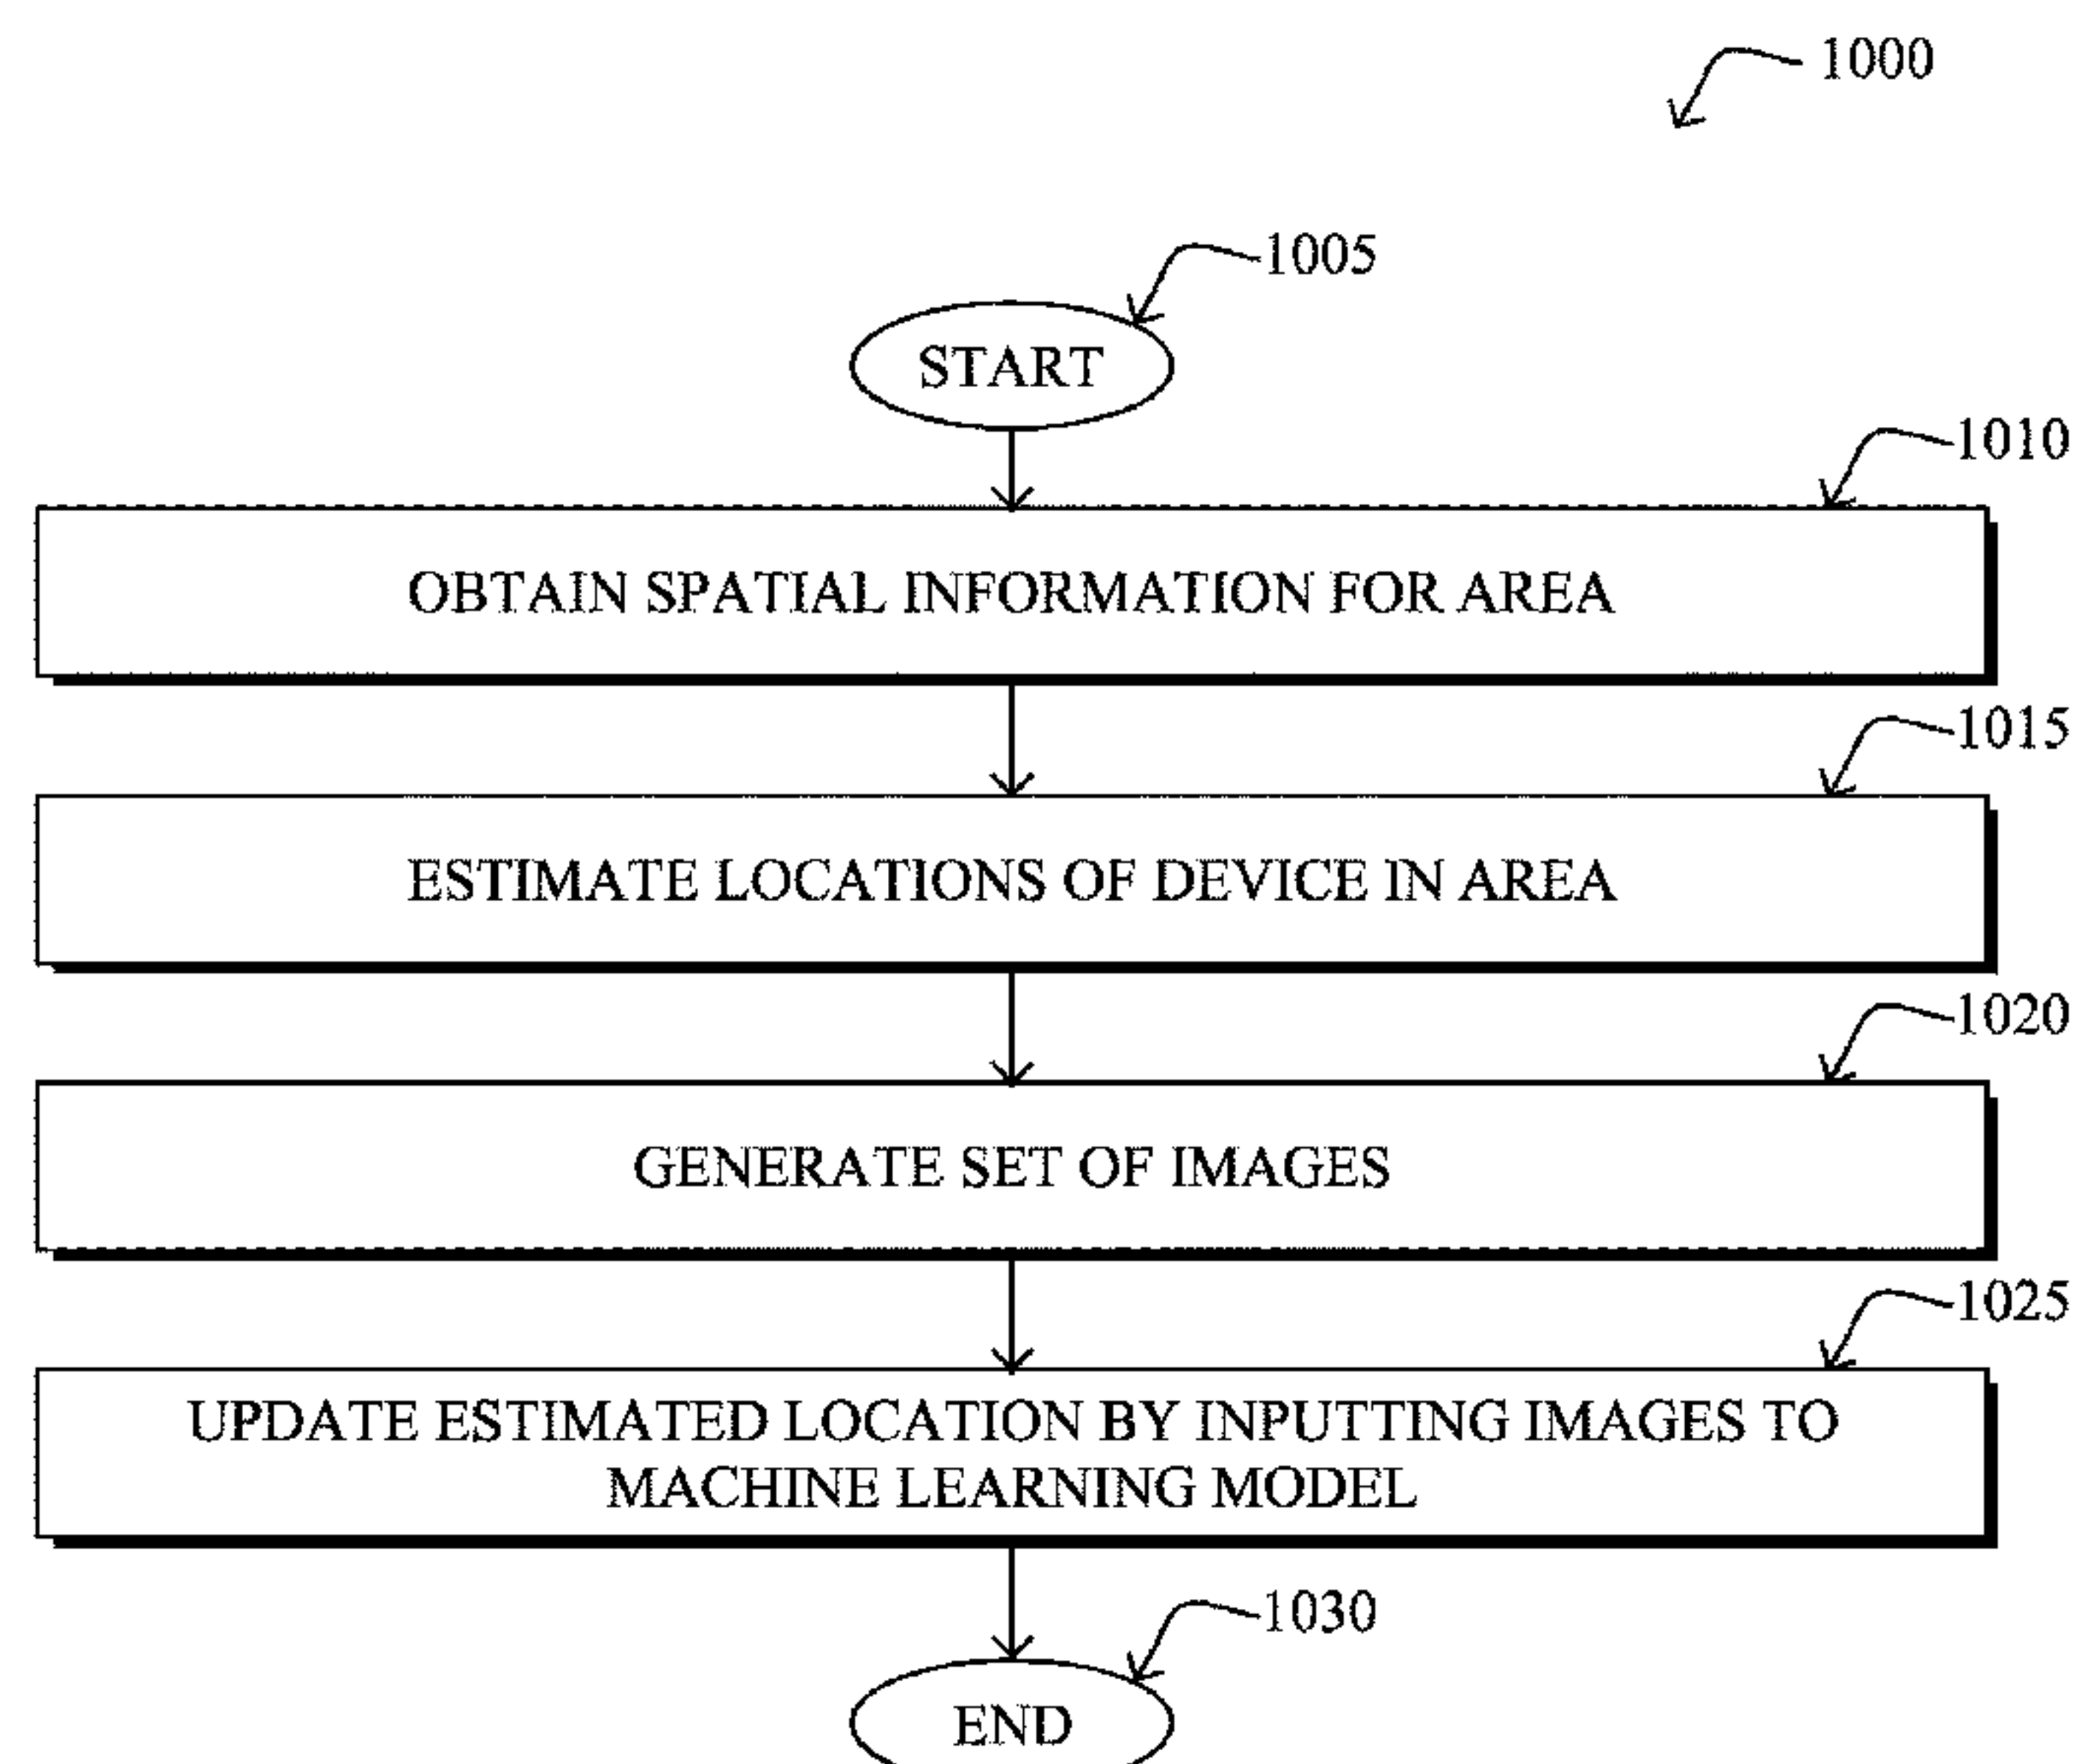 1000
1005
START
1010
OBTAIN SPATIAL INFORMATION FOR AREA
1015
ESTIMATE LOCATIONS OF DEVICE IN AREA
1020
GENERATE SET OF IMAGES
1025
UPDATE ESTIMATED LOCATION BY INPUTTING IMAGES TO
MACHINE LEARNING MODEL
1030
END